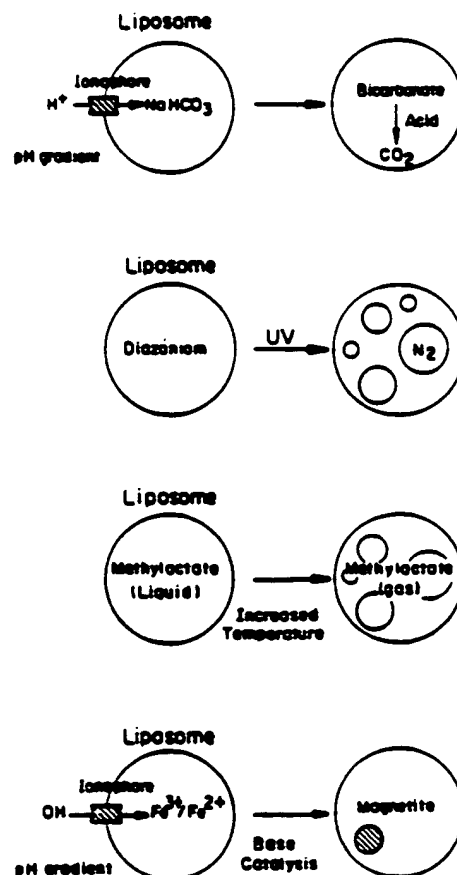 Liposome
Ionophore
H+ NaHCO3
pH gradient
Bicarbonate
Acid
CO2
Liposome
Diazonium
UV
N2
Liposome
Methylactate
(Liquid)
Increased
Temperature
Methylactate
(gas)
Liposome
Ionophore
OH Fe3+/Fe2+
pH gradient
Base
Catalysis
Magnetite